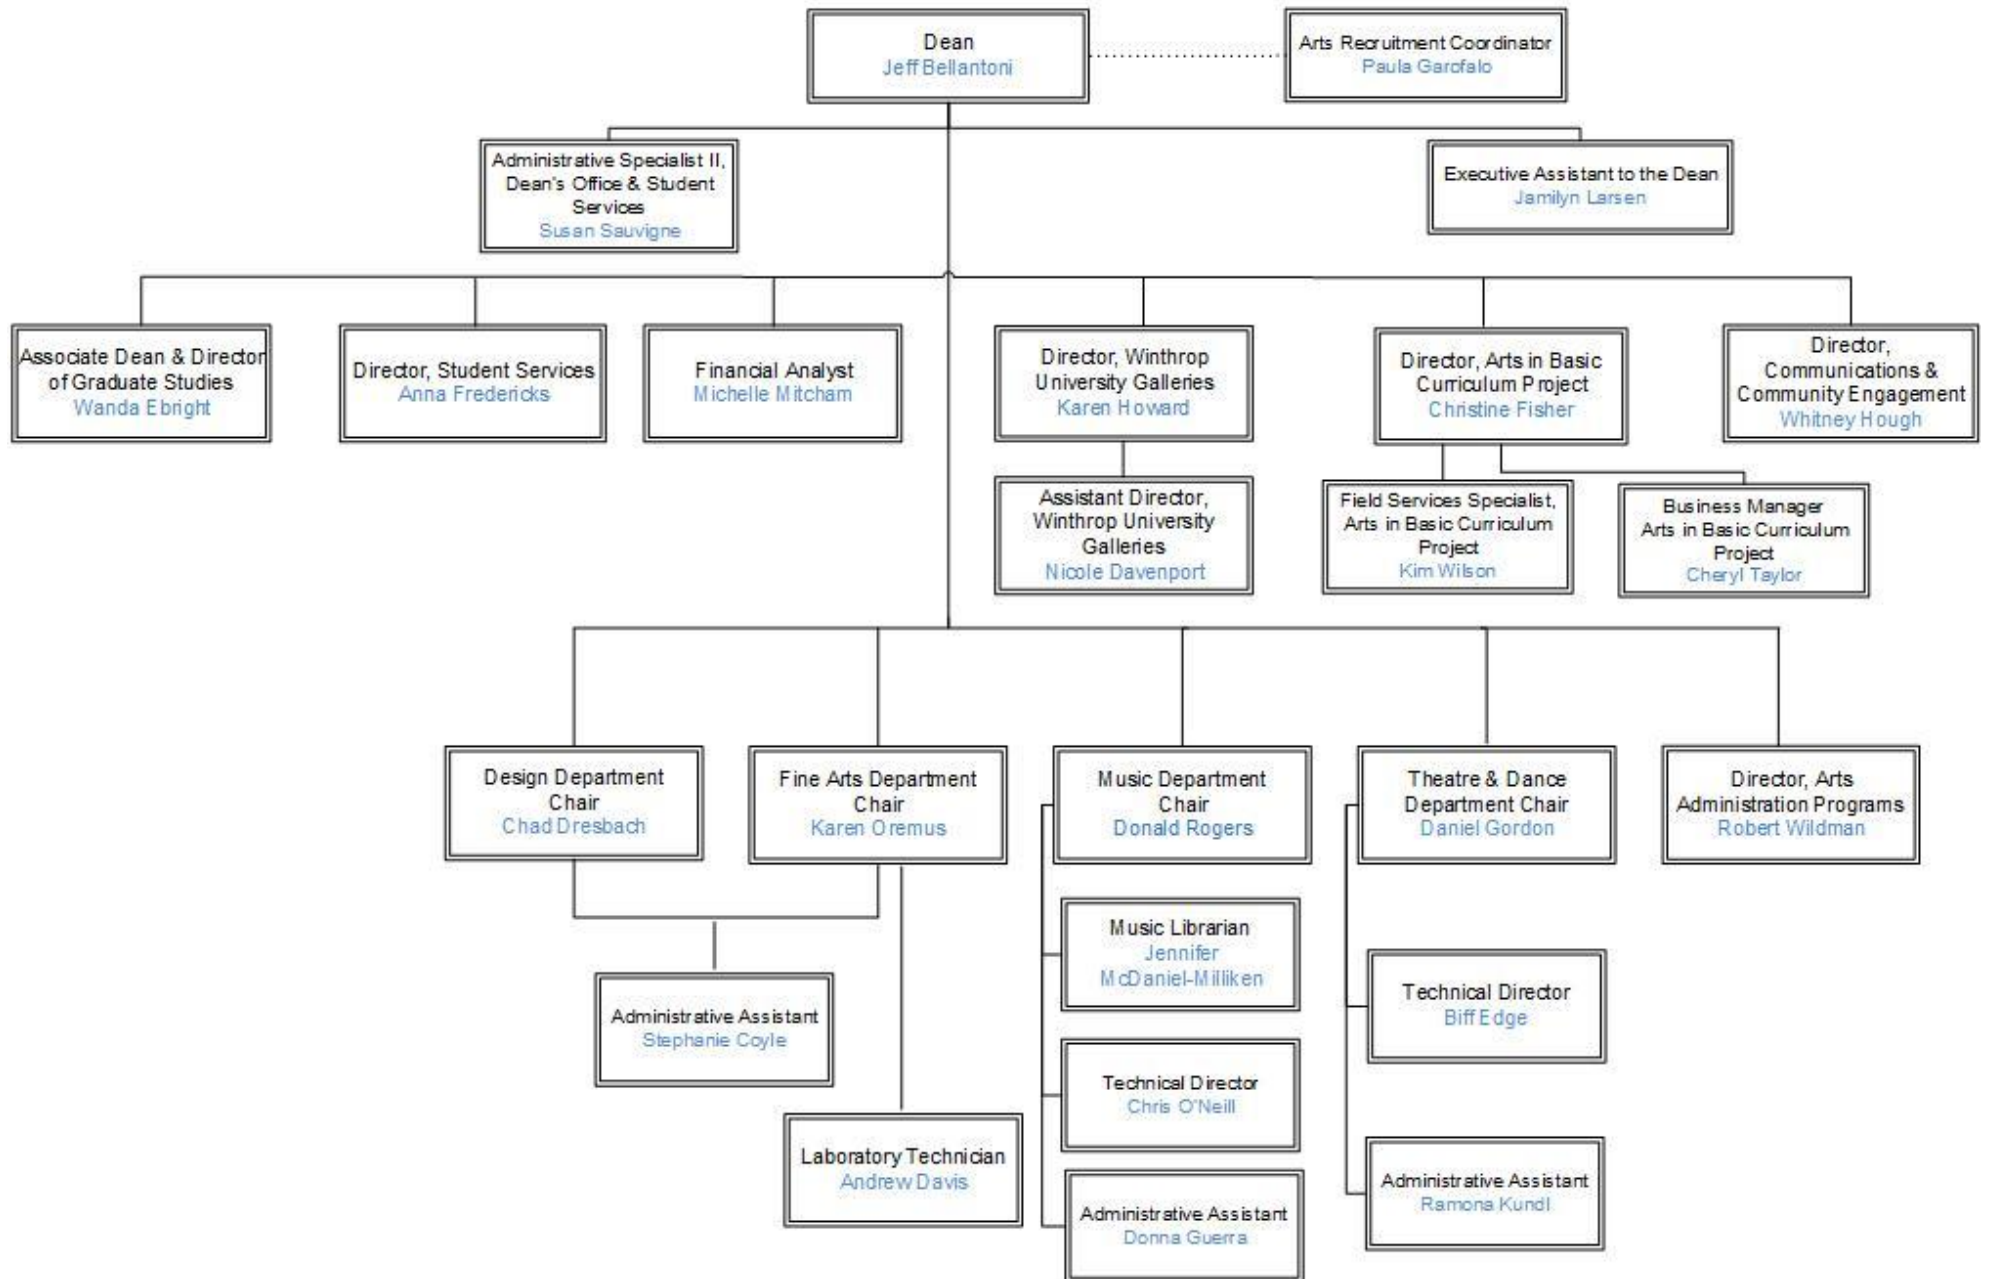 Dean
Jeff Bellantoni
Arts Recruitment Coordinator
Paula Garofalo
Administrative Specialist II,
Dean's Office & Student
Services
Susan Sauvigne
Executive Assistant to the Dean
Jamilyn Larsen
Associate Dean & Director
of Graduate Studies
Wanda Ebright
Director, Student Services
Anna Fredericks
Financial Analyst
Michelle Mitcham
Director, Winthrop
University Galleries
Karen Howard
Director, Arts in Basic
Curriculum Project
Christine Fisher
Director,
Communications &
Community Engagement
Whitney Hough
Assistant Director,
Winthrop University
Galleries
Nicole Davenport
Field Services Specialist,
Arts in Basic Curriculum
Project
Kim Wilson
Business Manager
Arts in Basic Curriculum
Project
Cheryl Taylor
Design Department
Chair
Chad Dresbach
Fine Arts Department
Chair
Karen Oremus
Music Department
Chair
Donald Rogers
Theatre & Dance
Department Chair
Daniel Gordon
Director, Arts
Administration Programs
Robert Wildman
Music Librarian
Jennifer
McDaniel-Milliken
Technical Director
Biff Edge
Administrative Assistant
Stephanie Coyle
Technical Director
Chris O'Neill
Laboratory Technician
Andrew Davis
Administrative Assistant
Donna Guerra
Administrative Assistant
Ramona Kundl